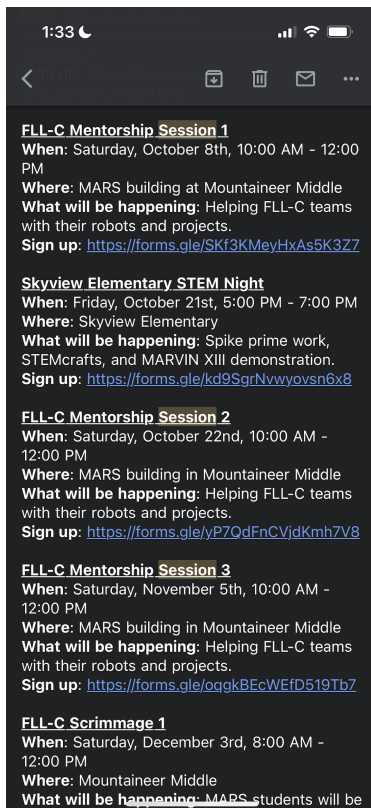 1:33
FLL-C Mentorship Session 1
When: Saturday, October 8th, 10:00 AM - 12:00
PM
Where: MARS building at Mountaineer Middle
What will be happening: Helping FLL-C teams
with their robots and projects.
Sign up: https://forms.gle/SKf3KMeyHxAs5K3Z7
Skyview Elementary STEM Night
When: Friday, October 21st, 5:00 PM - 7:00 PM
Where: Skyview Elementary
What will be happening: Spike prime work,
STEMcrafts, and MARVIN XIII demonstration.
Sign up: https://forms.gle/kd9SgrNvwyovsn6x8
FLL-C Mentorship Session 2
When: Saturday, October 22nd, 10:00 AM -
12:00 PM
Where: MARS building in Mountaineer Middle
What will be happening: Helping FLL-C teams
with their robots and projects.
Sign up: https://forms.gle/yP7QdFnCVjdKmh7V8
FLL-C Mentorship Session 3
When: Saturday, November 5th, 10:00 AM -
12:00 PM
Where: MARS building in Mountaineer Middle
What will be happening: Helping FLL-C teams
with their robots and projects.
Sign up: https://forms.gle/oqgkBEcWEfD519Tb7
FLL-C Scrimmage 1
When: Saturday, December 3rd, 8:00 AM -
12:00 PM
Where: Mountaineer Middle
What will be happening: MARS students will be